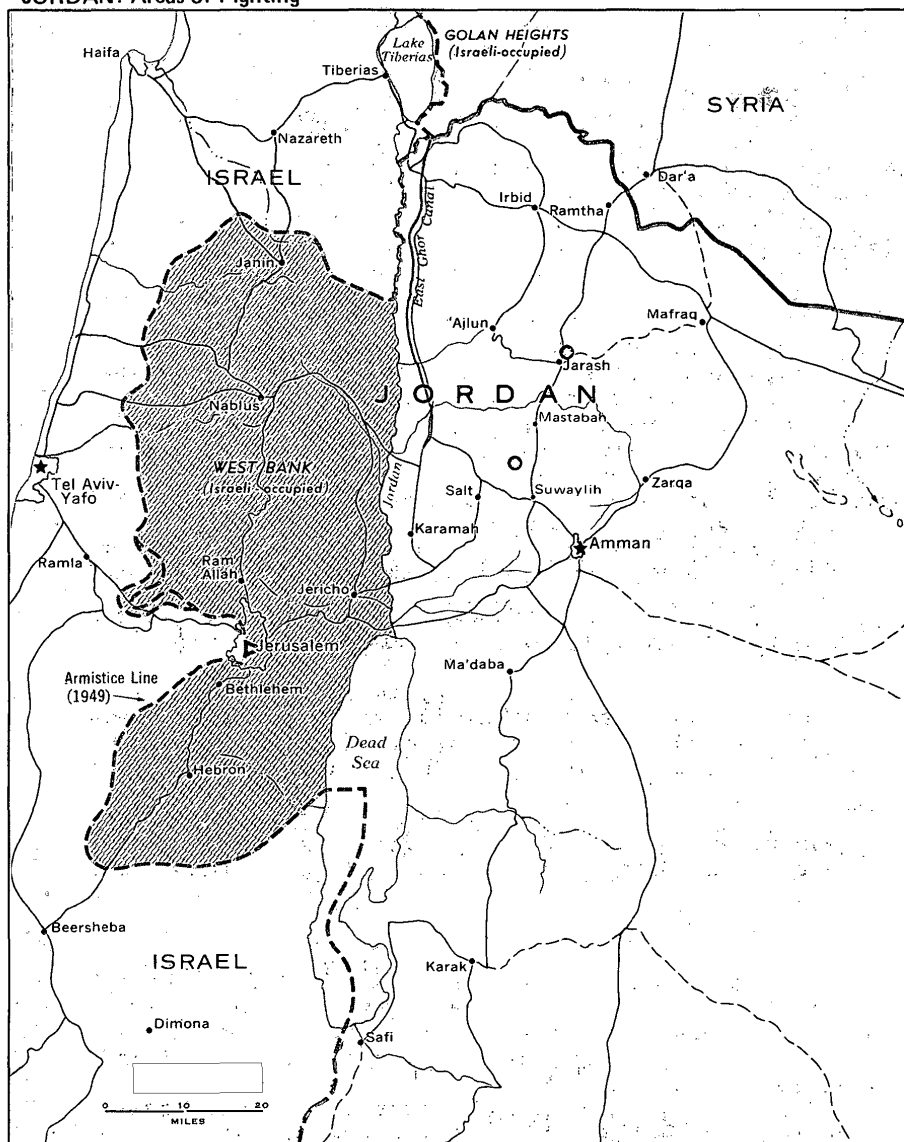 JORDAN: Areas of Fighting
Haifa
Lake
Tiberias
GOLAN HEIGHTS
(Israeli-occupied)
Tiberias
SYRIA
Nazareth
ISRAEL
Dar'a
Irbid
Ramtha
Janin
East Ghor Canal
'Ajlun
Mafraq
Jarash
Nablus
JORDAN
Mastabah
WEST BANK
(Israeli-occupied)
Tel Aviv-
Yafo
Jordan
Salt
Suwaylih
Zarqa
Karamah
Amman
Ramla
Ram
Allah
Jericho
Jerusalem
Ma'daba
Armistice Line
(1949)
Bethlehem
Dead
Sea
Hebron
Beersheba
ISRAEL
Karak
Dimona
Safi
0 10 20
MILES